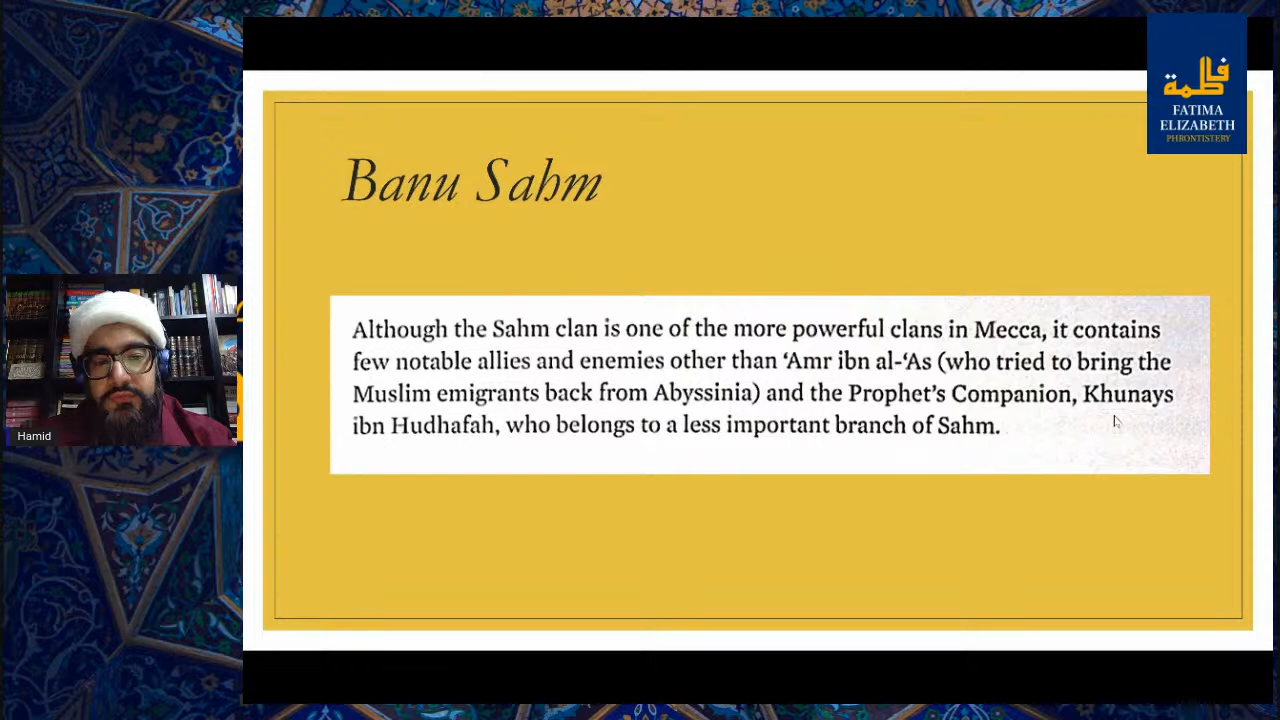 فاطمة
FATIMA
ELIZABETH
PHRONTISTERY
Banu Sahm
Although the Sahm clan is one of the more powerful clans in Mecca, it contains
few notable allies and enemies other than ‘Amr ibn al-‘As (who tried to bring the
Muslim emigrants back from Abyssinia) and the Prophet’s Companion, Khunays
ibn Hudhafah, who belongs to a less important branch of Sahm.
Hamid